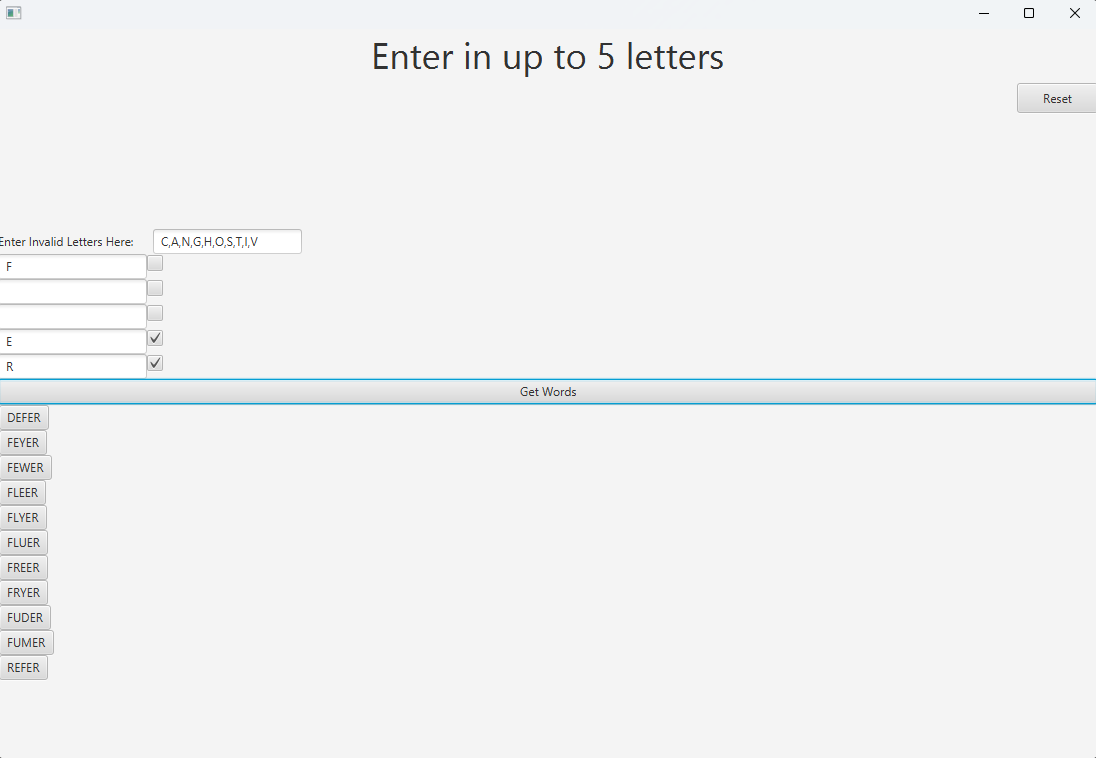 Enter in up to 5 letters
Reset
Enter Invalid Letters Here: C,A,N,G,H,O,S,T,I,V
F
E
R
Get Words
DEFER
FEYER
FEWER
FLEER
FLYER
FLUER
FREER
FRYER
FUDER
FUMER
REFER